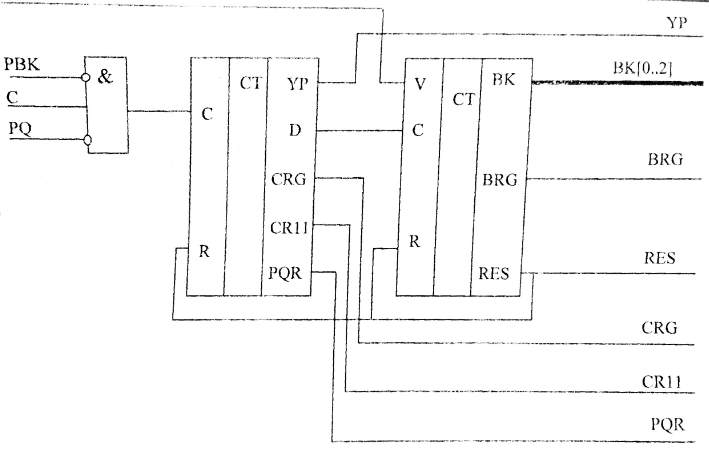 YP
PBK
&
CT
YP
V
BK
BK[0..2]
C
C
CT
PQ
D
C
CRG
BRG
BRG
CR11
R
R
PQR
RES
RES
CRG
CR11
PQR